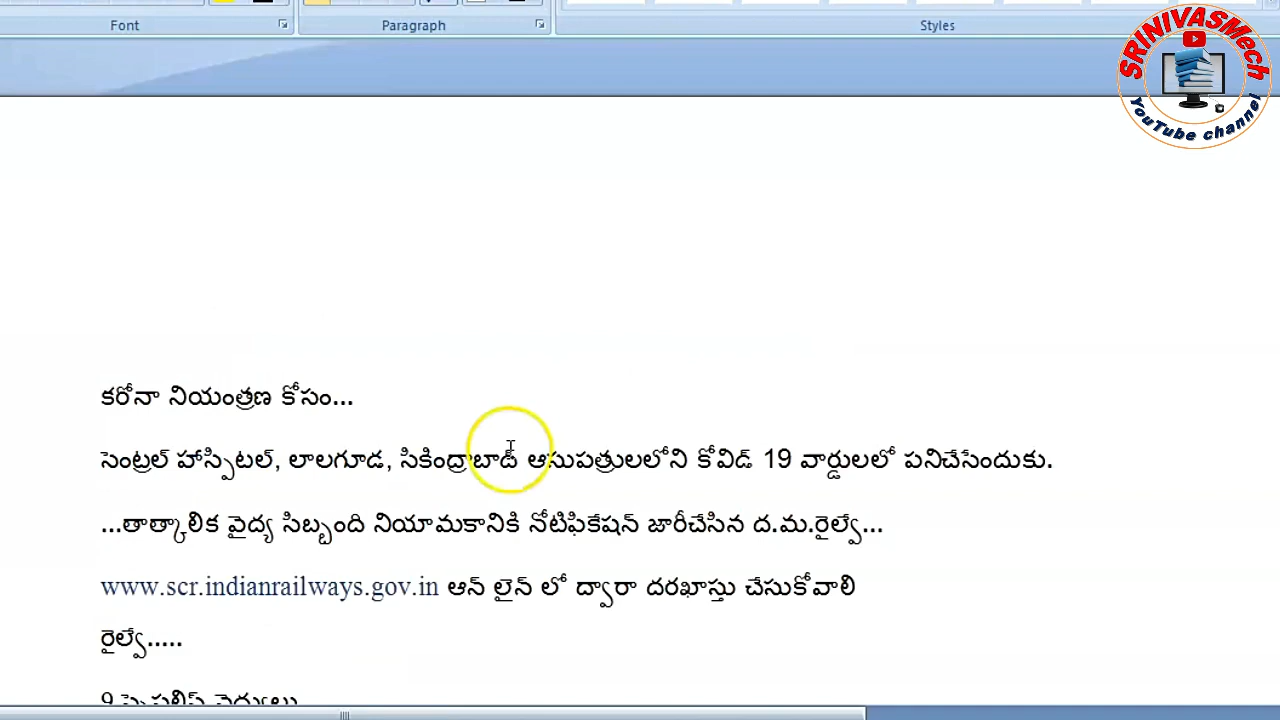 Font
Paragraph
Styles
SRINIVASMech
YouTube channel
కరోనా నియంత్రణ కోసం...
సెంట్రల్ హాస్పిటల్, లాలగూడ, సికింద్రాబాద్ ఆసుపత్రులలోని కోవిడ్ 19 వార్డులలో పనిచేసేందుకు.
...తాత్కాలిక వైద్య సిబ్బంది నియామకానికి నోటిఫికేషన్ జారీచేసిన ద.మ.రైల్వే...
www.scr.indianrailways.gov.in ఆన్ లైన్ లో ద్వారా దరఖాస్తు చేసుకోవాలి
రైల్వే.....
9